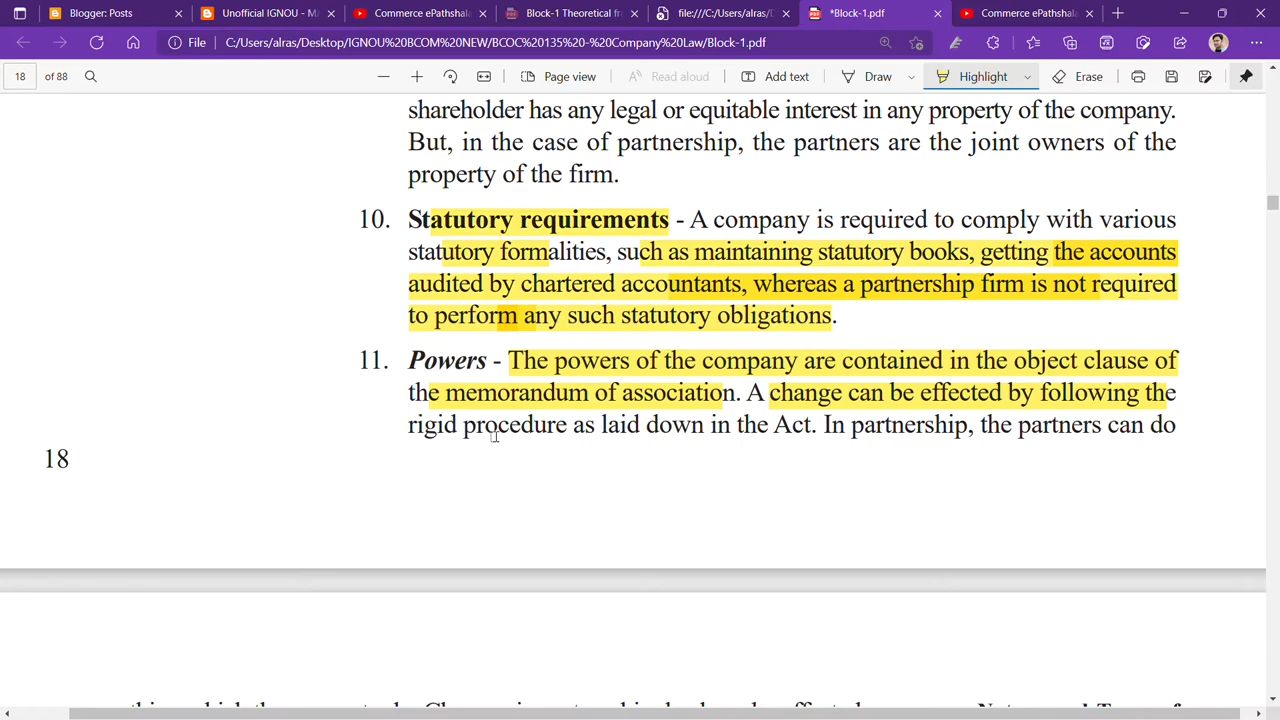 Blogger: Posts
Unofficial IGNOU - M
Commerce ePathshal
Block-1 Theoretical fr
file:///C:/Users/alras/D
*Block-1.pdf
Commerce ePathshal
File
C:/Users/alras/Desktop/IGNOU%20BCOM%20NEW/BCOC%20135%20-%20Company%20Law/Block-1.pdf
18 of 88
Page view
Read aloud
Add text
Draw
Highlight
Erase
shareholder has any legal or equitable interest in any property of the company.
But, in the case of partnership, the partners are the joint owners of the
property of the firm.
10. Statutory requirements - A company is required to comply with various
statutory formalities, such as maintaining statutory books, getting the accounts
audited by chartered accountants, whereas a partnership firm is not required
to perform any such statutory obligations.
11. Powers - The powers of the company are contained in the object clause of
the memorandum of association. A change can be effected by following the
rigid procedure as laid down in the Act. In partnership, the partners can do
18